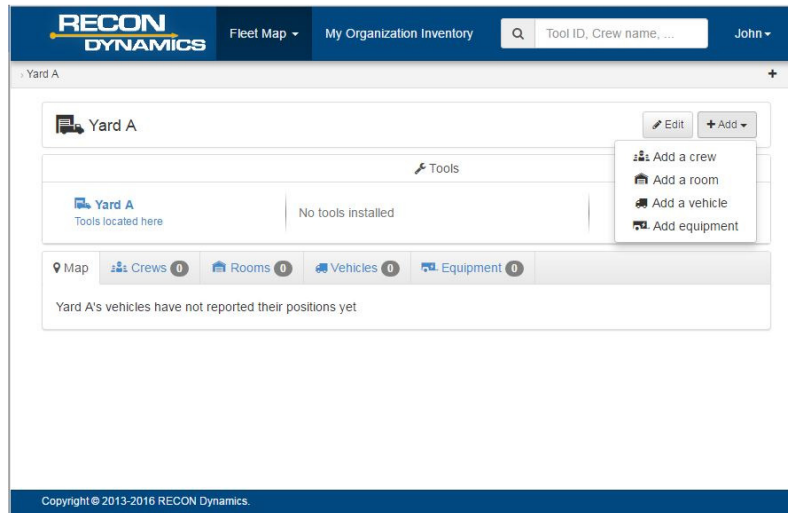 RECON
DYNAMICS
Fleet Map
My Organization Inventory
Tool ID, Crew name, ...
John
Yard A
Yard A
Edit
+ Add
Add a crew
Add a room
Add a vehicle
Add equipment
Tools
Yard A
Tools located here
No tools installed
Map
Crews 0
Rooms 0
Vehicles 0
Equipment 0
Yard A's vehicles have not reported their positions yet
Copyright © 2013-2016 RECON Dynamics.